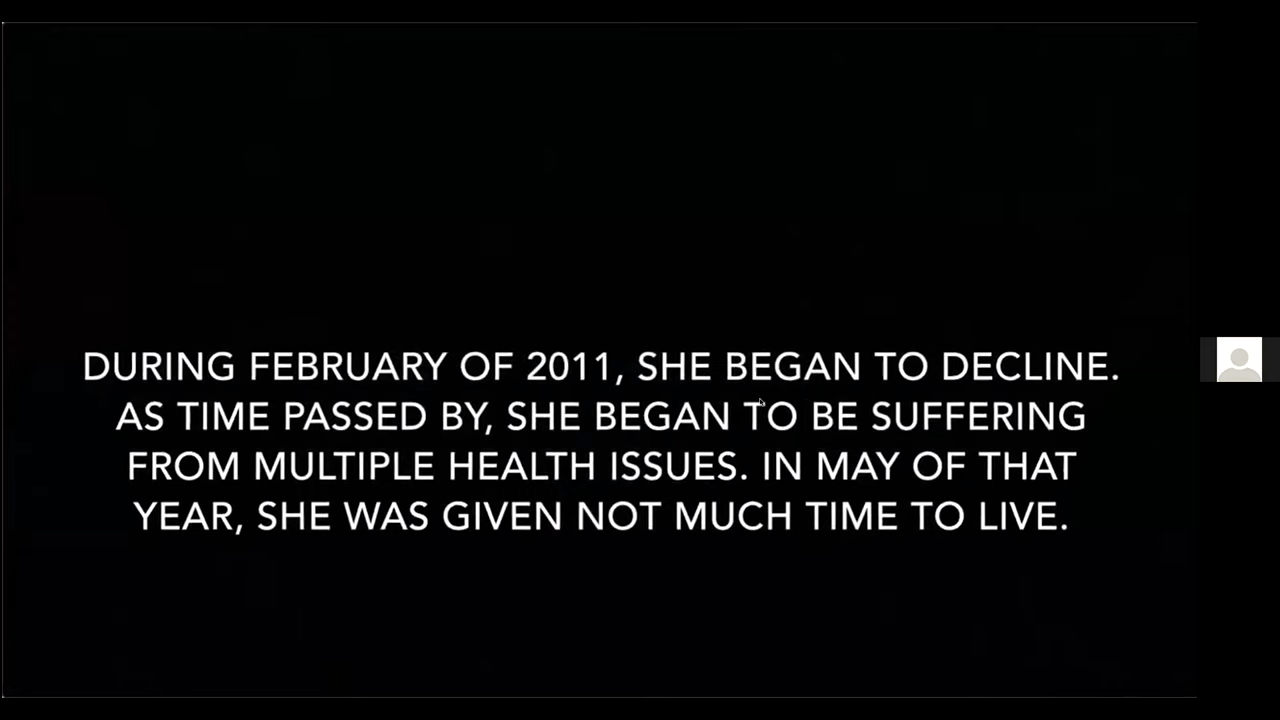 DURING FEBRUARY OF 2011, SHE BEGAN TO DECLINE.
AS TIME PASSED BY, SHE BEGAN TO BE SUFFERING
FROM MULTIPLE HEALTH ISSUES. IN MAY OF THAT
YEAR, SHE WAS GIVEN NOT MUCH TIME TO LIVE.